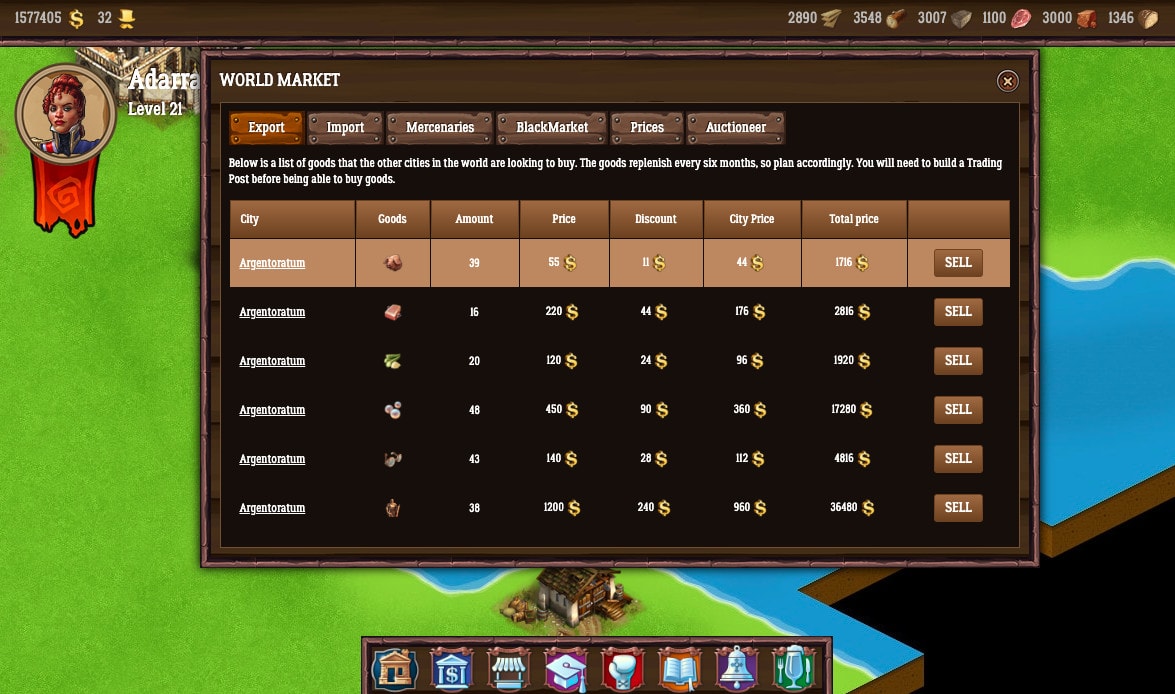 1577405 32 2890 3548 3007 1100 3000 1346
Adarra
Level 21
WORLD MARKET
Export Import Mercenaries BlackMarket Prices Auctioneer
Below is a list of goods that the other cities in the world are looking to buy. The goods replenish every six months, so plan accordingly. You will need to build a Trading
Post before being able to buy goods.
City Goods Amount Price Discount City Price Total price
Argentoratum 39 55 11 44 1716 SELL
Argentoratum 16 220 44 176 2816 SELL
Argentoratum 20 120 24 96 1920 SELL
Argentoratum 48 450 90 360 17280 SELL
Argentoratum 43 140 28 112 4816 SELL
Argentoratum 38 1200 240 960 36480 SELL